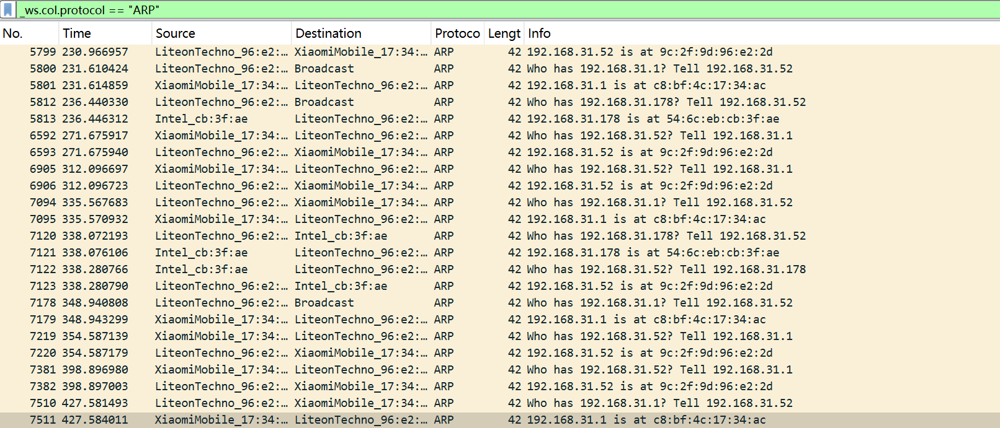 _ws.col.protocol == "ARP"
No. Time Source Destination Protoco Lengt Info
5799 230.966957 LiteonTechno_96:e2:… XiaomiMobile_17:34:… ARP 42 192.168.31.52 is at 9c:2f:9d:96:e2:2d
5800 231.610424 LiteonTechno_96:e2:… Broadcast ARP 42 Who has 192.168.31.1? Tell 192.168.31.52
5801 231.614859 XiaomiMobile_17:34:… LiteonTechno_96:e2:… ARP 42 192.168.31.1 is at c8:bf:4c:17:34:ac
5812 236.440330 LiteonTechno_96:e2:… Broadcast ARP 42 Who has 192.168.31.178? Tell 192.168.31.52
5813 236.446312 Intel_cb:3f:ae LiteonTechno_96:e2:… ARP 42 192.168.31.178 is at 54:6c:eb:cb:3f:ae
6592 271.675917 XiaomiMobile_17:34:… LiteonTechno_96:e2:… ARP 42 Who has 192.168.31.52? Tell 192.168.31.1
6593 271.675940 LiteonTechno_96:e2:… XiaomiMobile_17:34:… ARP 42 192.168.31.52 is at 9c:2f:9d:96:e2:2d
6905 312.096697 XiaomiMobile_17:34:… LiteonTechno_96:e2:… ARP 42 Who has 192.168.31.52? Tell 192.168.31.1
6906 312.096723 LiteonTechno_96:e2:… XiaomiMobile_17:34:… ARP 42 192.168.31.52 is at 9c:2f:9d:96:e2:2d
7094 335.567683 LiteonTechno_96:e2:… XiaomiMobile_17:34:… ARP 42 Who has 192.168.31.1? Tell 192.168.31.52
7095 335.570932 XiaomiMobile_17:34:… LiteonTechno_96:e2:… ARP 42 192.168.31.1 is at c8:bf:4c:17:34:ac
7120 338.072193 LiteonTechno_96:e2:… Intel_cb:3f:ae ARP 42 Who has 192.168.31.178? Tell 192.168.31.52
7121 338.076106 Intel_cb:3f:ae LiteonTechno_96:e2:… ARP 42 192.168.31.178 is at 54:6c:eb:cb:3f:ae
7122 338.280766 Intel_cb:3f:ae LiteonTechno_96:e2:… ARP 42 Who has 192.168.31.52? Tell 192.168.31.178
7123 338.280790 LiteonTechno_96:e2:… Intel_cb:3f:ae ARP 42 192.168.31.52 is at 9c:2f:9d:96:e2:2d
7178 348.940808 LiteonTechno_96:e2:… Broadcast ARP 42 Who has 192.168.31.1? Tell 192.168.31.52
7179 348.943299 XiaomiMobile_17:34:… LiteonTechno_96:e2:… ARP 42 192.168.31.1 is at c8:bf:4c:17:34:ac
7219 354.587139 XiaomiMobile_17:34:… LiteonTechno_96:e2:… ARP 42 Who has 192.168.31.52? Tell 192.168.31.1
7220 354.587179 LiteonTechno_96:e2:… XiaomiMobile_17:34:… ARP 42 192.168.31.52 is at 9c:2f:9d:96:e2:2d
7381 398.896980 XiaomiMobile_17:34:… LiteonTechno_96:e2:… ARP 42 Who has 192.168.31.52? Tell 192.168.31.1
7382 398.897003 LiteonTechno_96:e2:… XiaomiMobile_17:34:… ARP 42 192.168.31.52 is at 9c:2f:9d:96:e2:2d
7510 427.581493 LiteonTechno_96:e2:… XiaomiMobile_17:34:… ARP 42 Who has 192.168.31.1? Tell 192.168.31.52
7511 427.584011 XiaomiMobile_17:34:… LiteonTechno_96:e2:… ARP 42 192.168.31.1 is at c8:bf:4c:17:34:ac